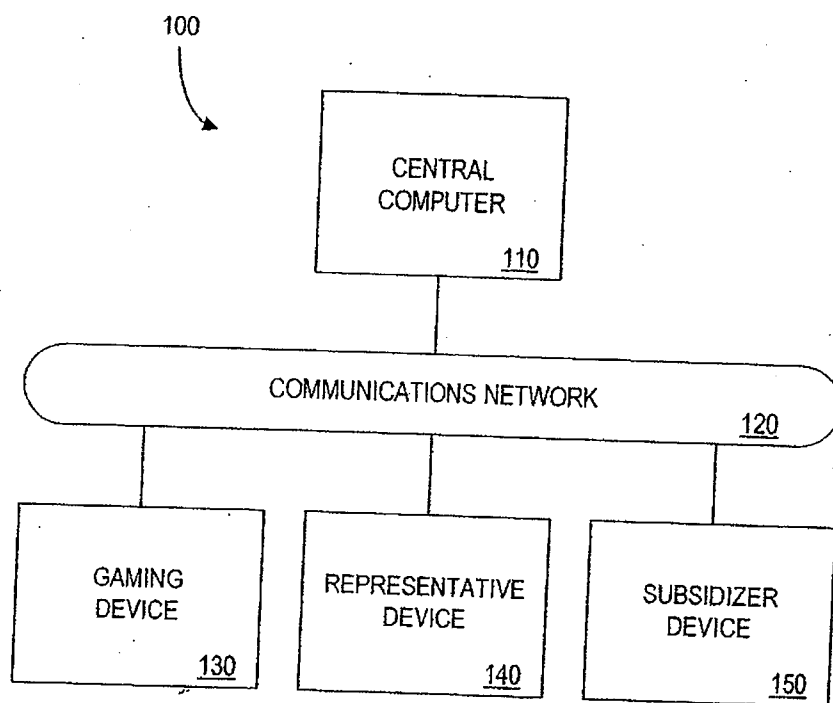 100
CENTRAL
COMPUTER
110
COMMUNICATIONS NETWORK
120
GAMING
DEVICE
130
REPRESENTATIVE
DEVICE
140
SUBSIDIZER
DEVICE
150